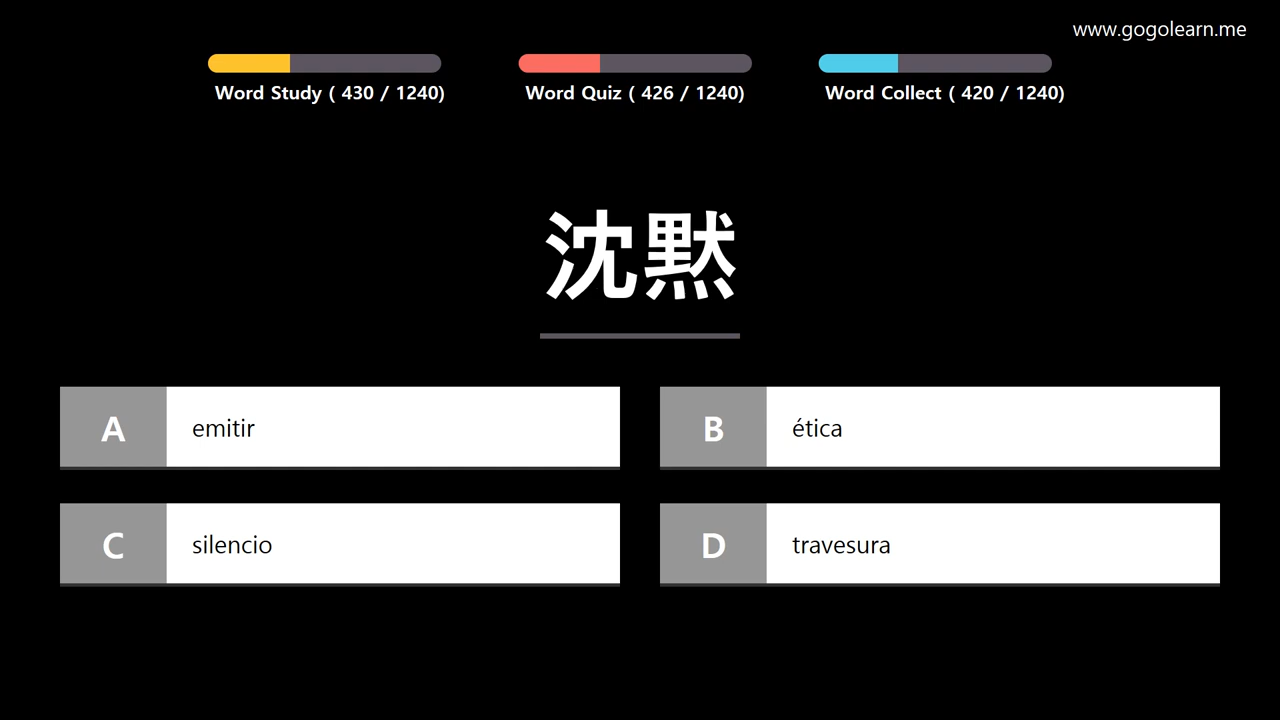 www.gogolearn.me
Word Study ( 430 / 1240)
Word Quiz ( 426 / 1240)
Word Collect ( 420 / 1240)
沈黙
A emitir
B ética
C silencio
D travesura